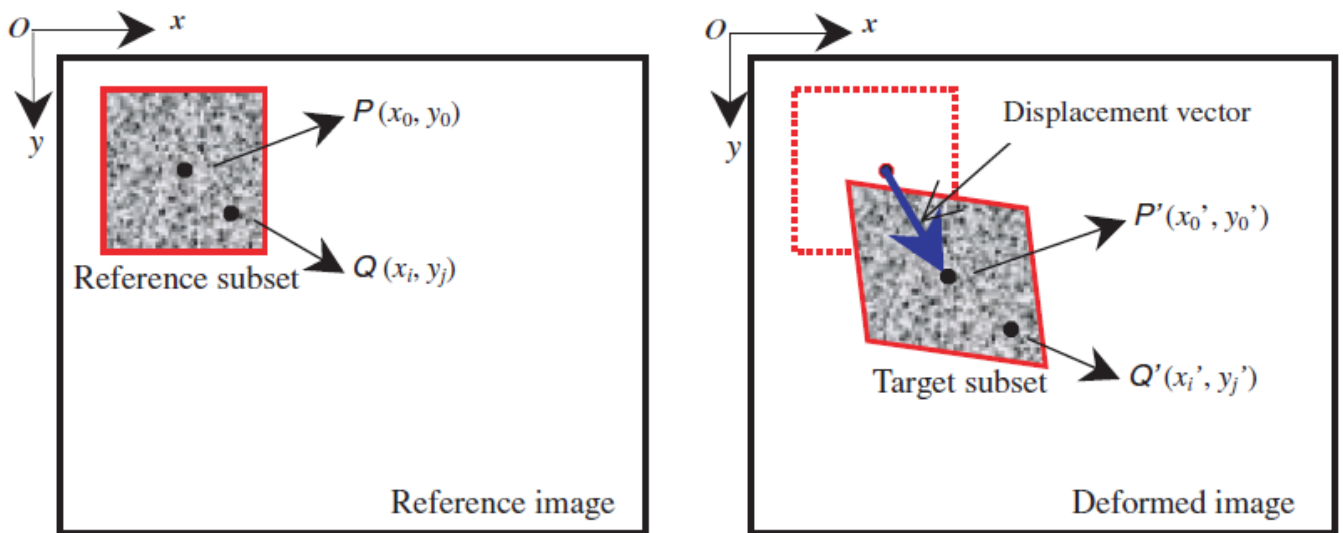 O x
y
P (x₀, y₀)
Q (xᵢ, yⱼ)
Reference subset
Reference image
O x
y
Displacement vector
P’ (x₀’, y₀’)
Q’ (xᵢ’, yⱼ’)
Target subset
Deformed image